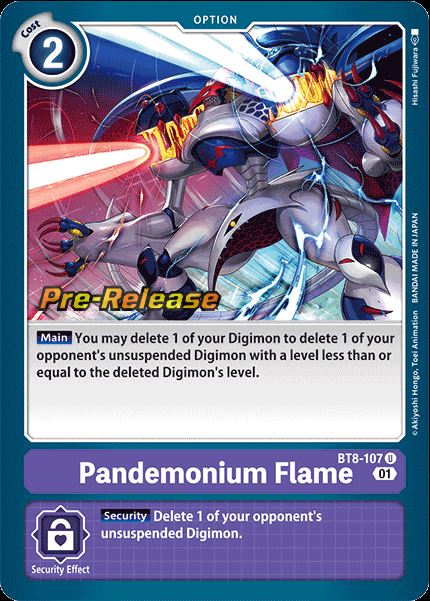 OPTION
Cost
2
Hisashi Fujiwara
Pre-Release
Main You may delete 1 of your Digimon to delete 1 of your
opponent's unsuspended Digimon with a level less than or
equal to the deleted Digimon's level.
© Akiyoshi Hongo, Toei Animation BANDAI MADE IN JAPAN
BT8-107 U
Pandemonium Flame
01
Security Delete 1 of your opponent's
unsuspended Digimon.
Security Effect